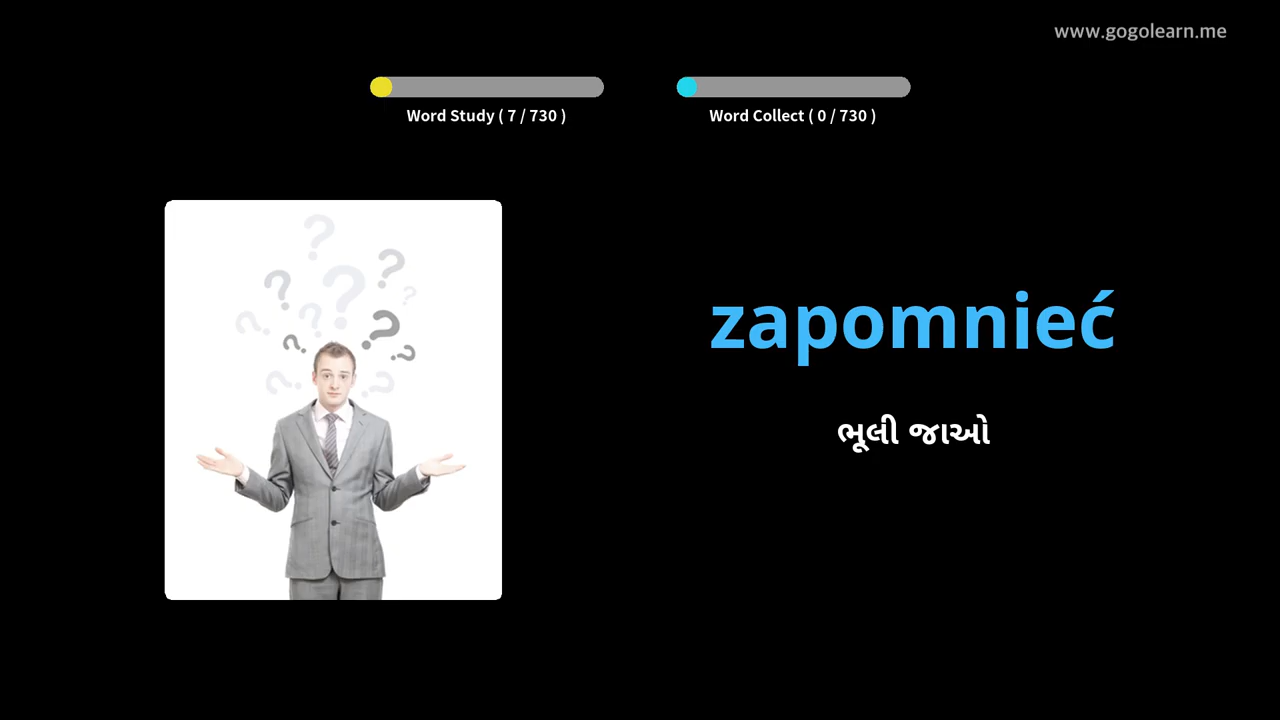 www.gogolearn.me
Word Study ( 7 / 730 )
Word Collect ( 0 / 730 )
zapomnieć
ભૂલી જાઓ